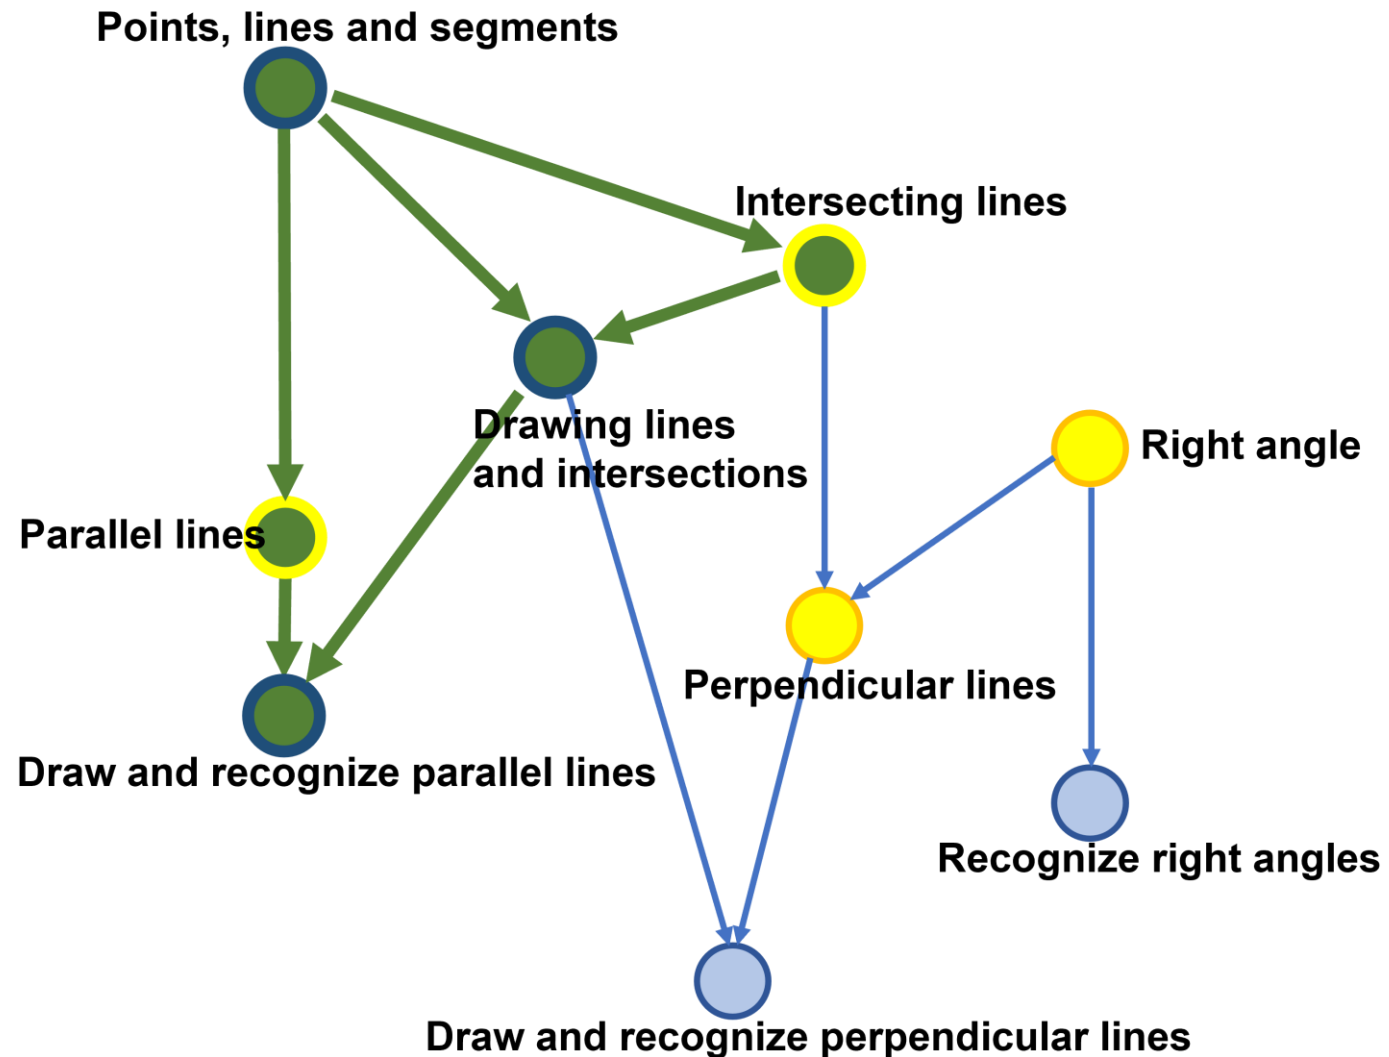 Points, lines and segments
Intersecting lines
Drawing lines
and intersections
Right angle
Parallel lines
Perpendicular lines
Draw and recognize parallel lines
Recognize right angles
Draw and recognize perpendicular lines